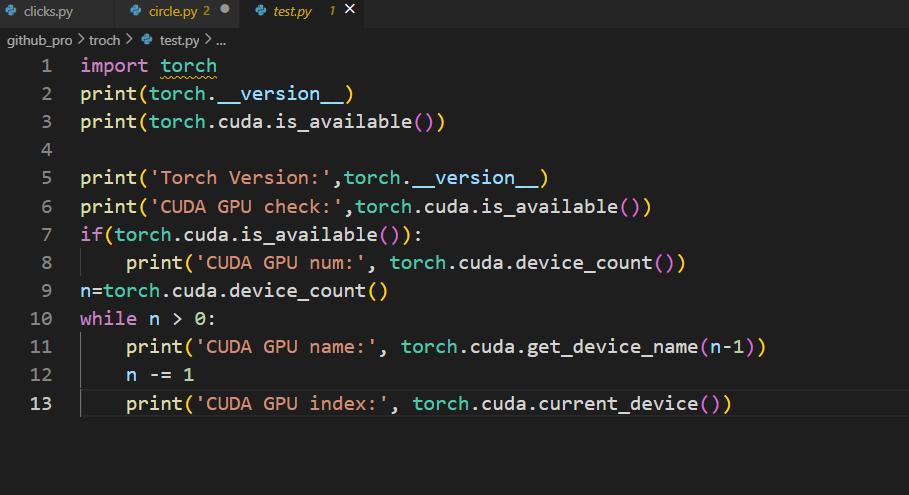 clicks.py circle.py 2 test.py 1
github_pro > troch > test.py > ...
1 import torch
2 print(torch.__version__)
3 print(torch.cuda.is_available())
4
5 print('Torch Version:',torch.__version__)
6 print('CUDA GPU check:',torch.cuda.is_available())
7 if(torch.cuda.is_available()):
8     print('CUDA GPU num:', torch.cuda.device_count())
9 n=torch.cuda.device_count()
10 while n > 0:
11     print('CUDA GPU name:', torch.cuda.get_device_name(n-1))
12     n -= 1
13     print('CUDA GPU index:', torch.cuda.current_device())